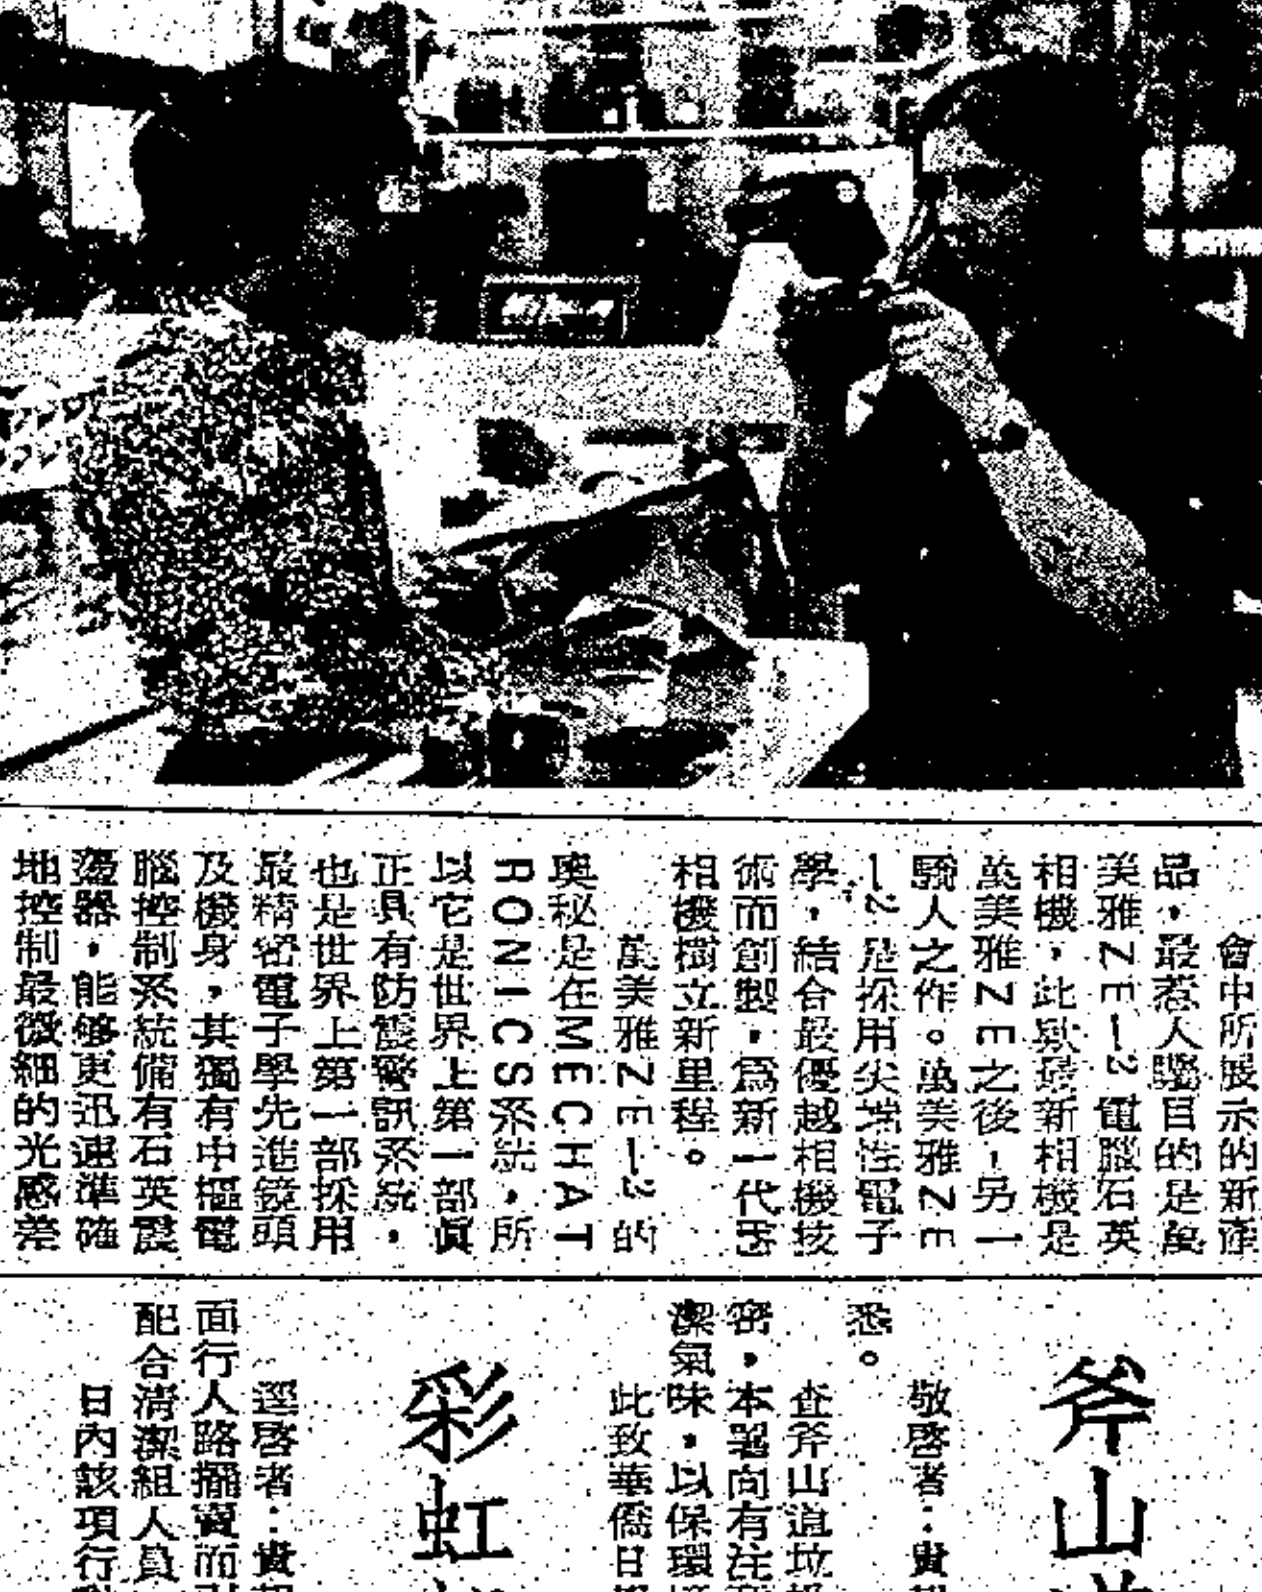 會中所展示的新產
品，最惹人矚目的是萬
美雅ZE—2電腦石英
相機，此欵最新相機是
萬美雅ZE之後，另一
驕人之作。萬美雅ZE
—2是採用尖端性電子
學，結合最優越相機技
術而創製，爲新一代電
相機樹立新里程。
萬美雅ZE—2的
奧秘是在MECHAT
RONICS系統，所
以它是世界上第一部眞
正具有防震警訊系統，
也是世界上第一部採用
最精密電子學先進鏡頭
及機身，其獨有中樞電
腦控制系統備有石英震
盪器，能够更迅速準確
地控制最微細的光感差
斧山
敬啓者：貴
悉。
查斧山道垃
密，本署向有注
潔氣味，以保環
此致華僑日
彩虹
逕啓者：貴
面行人路擺賣而
配合清潔組人員
日內該項行